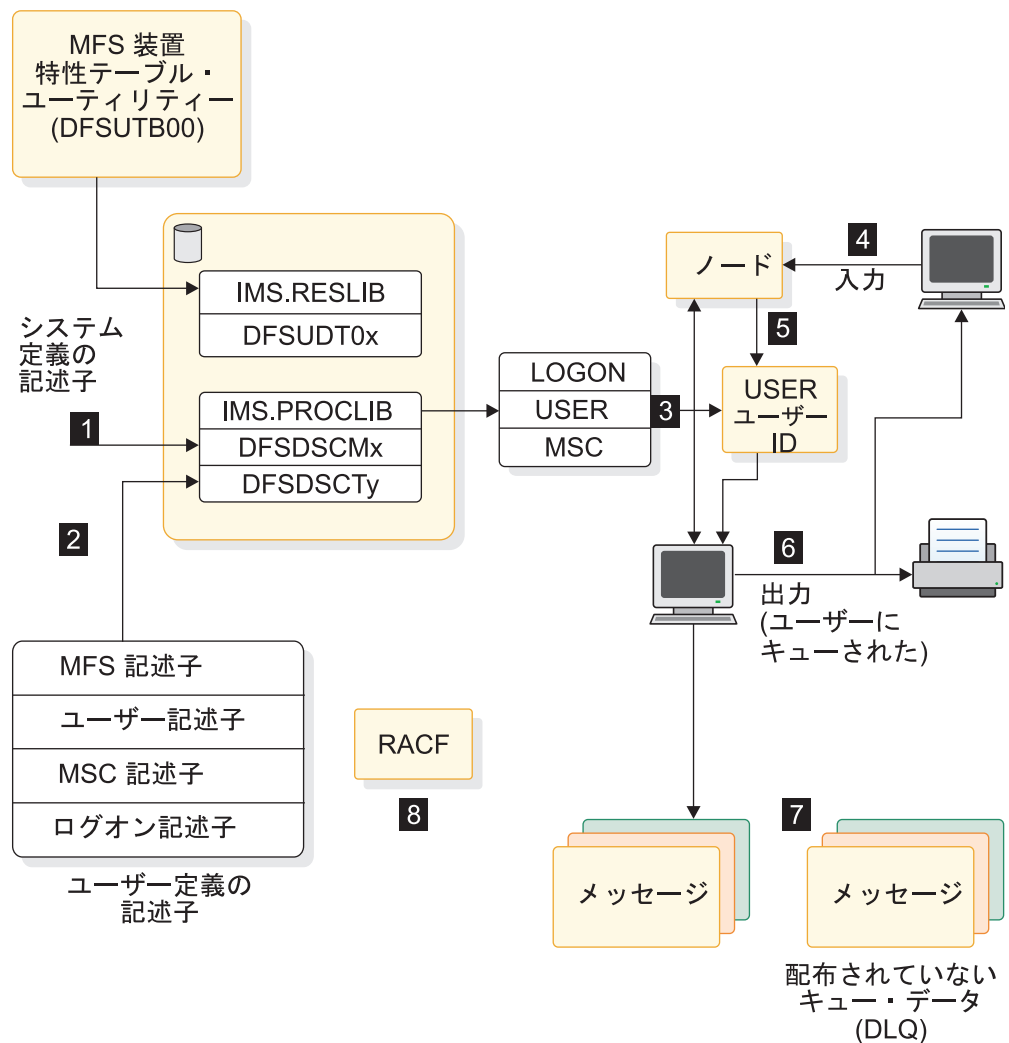 MFS 装置
特性テーブル・
ユーティリティー
(DFSUTB00)
IMS.RESLIB
DFSUDT0x
システム
定義の
記述子
1
IMS.PROCLIB
DFSDSCMx
DFSDSCTy
2
LOGON
USER
MSC
3
ノード
4
入力
5
USER
ユーザー
ID
6
出力
(ユーザーに
キューされた)
MFS 記述子
ユーザー記述子
MSC 記述子
ログオン記述子
ユーザー定義の
記述子
RACF
8
メッセージ
7
メッセージ
配布されていない
キュー・データ
(DLQ)